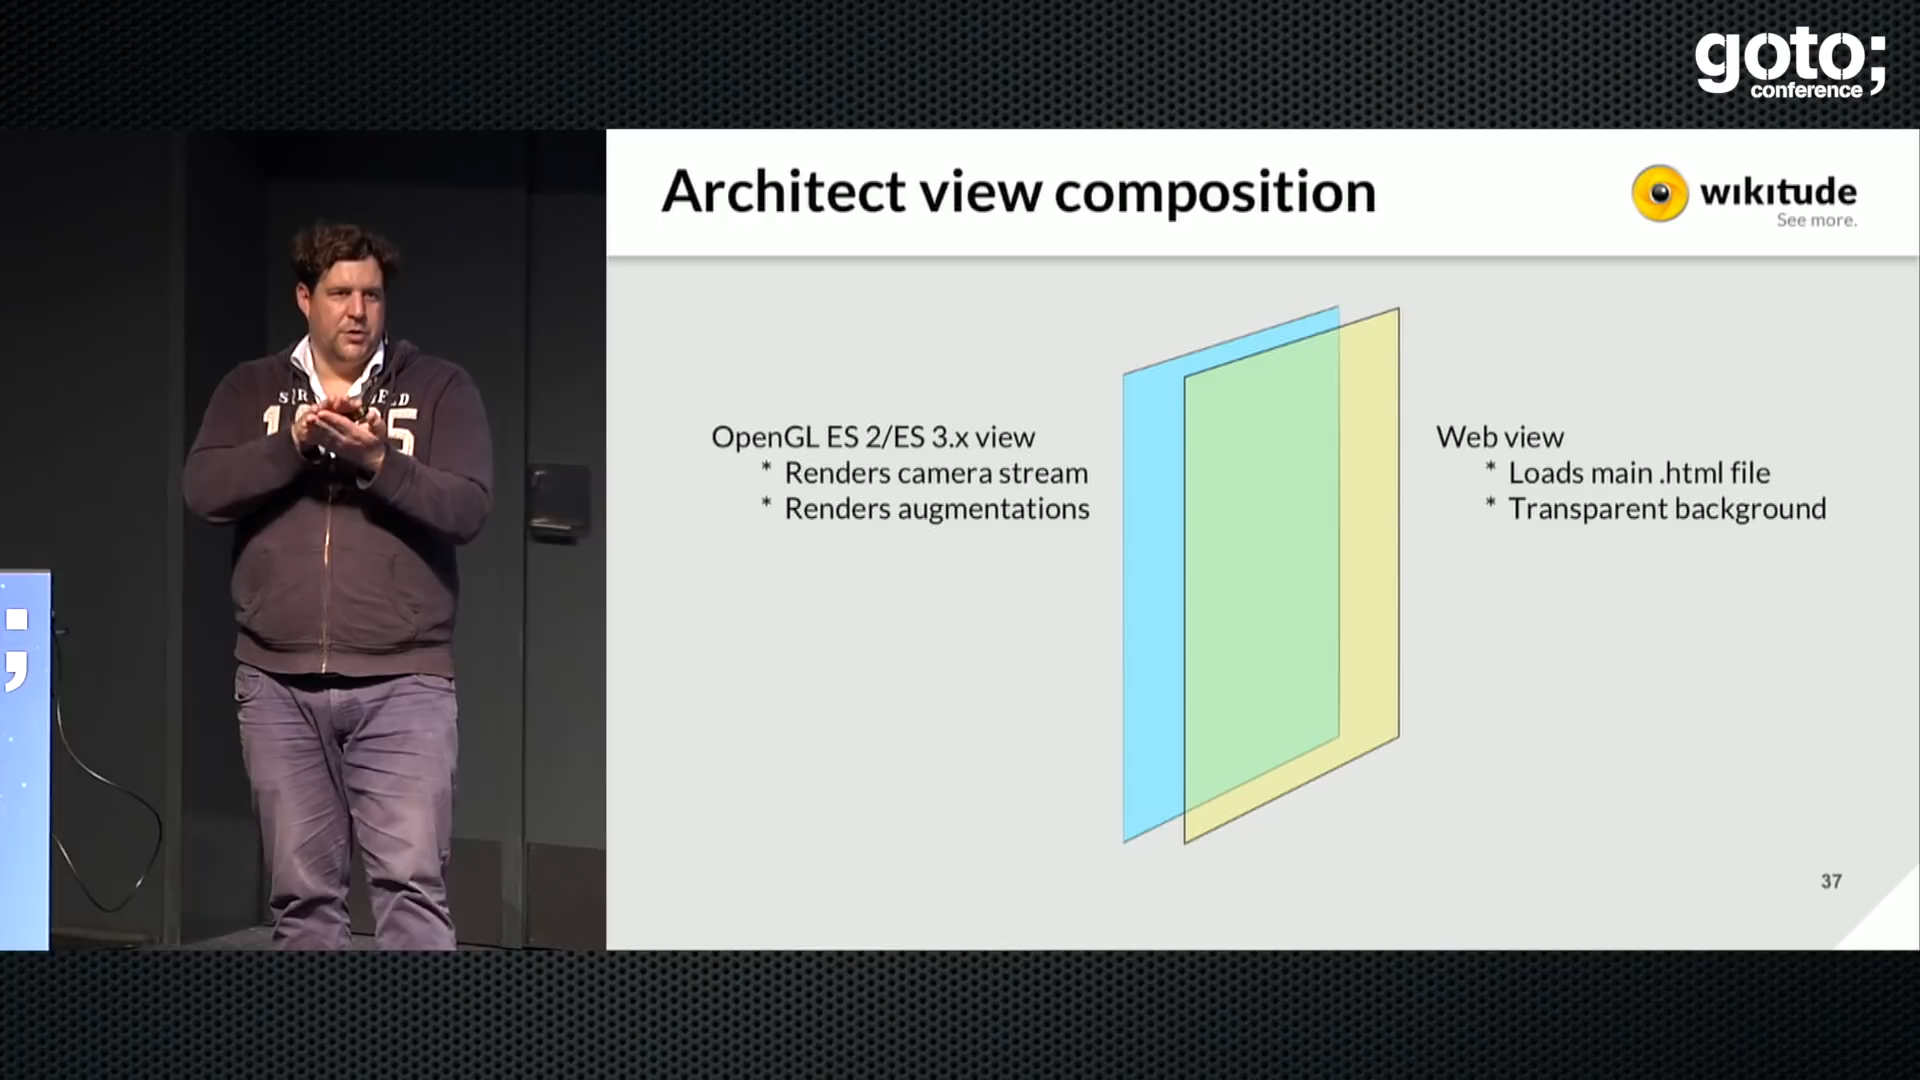 goto;
conference
Architect view composition
wikitude
See more.
OpenGL ES 2/ES 3.x view
* Renders camera stream
* Renders augmentations
Web view
* Loads main .html file
* Transparent background
37
;